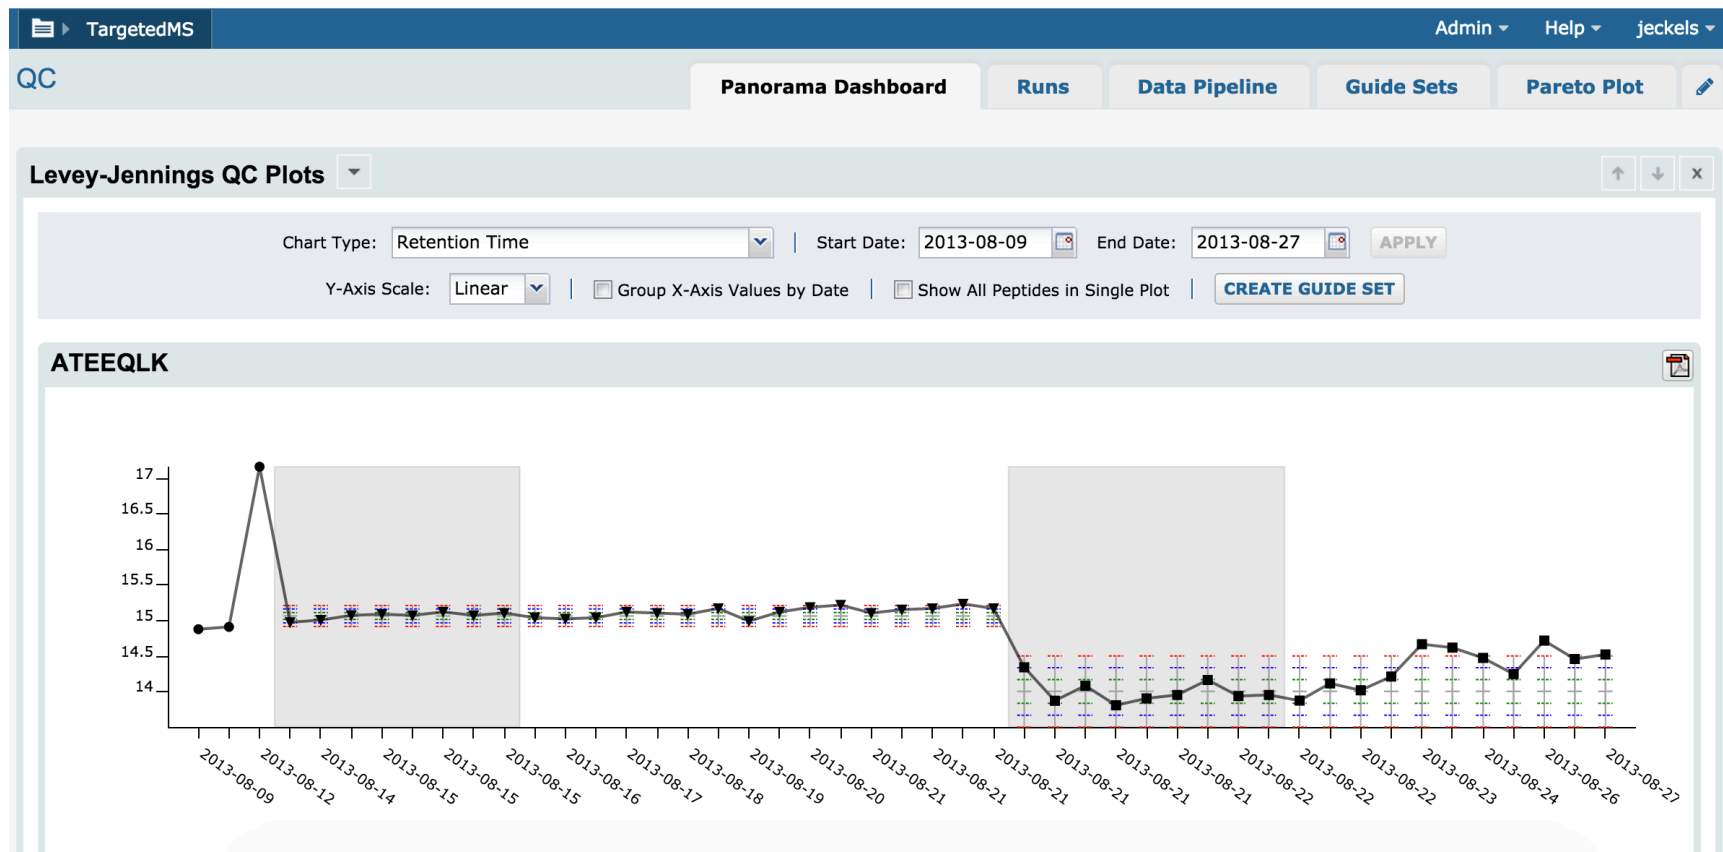 TargetedMS Admin Help jeckels
QC Panorama Dashboard Runs Data Pipeline Guide Sets Pareto Plot
Levey-Jennings QC Plots x
Chart Type: Retention Time Start Date: 2013-08-09 End Date: 2013-08-27 APPLY
Y-Axis Scale: Linear Group X-Axis Values by Date Show All Peptides in Single Plot CREATE GUIDE SET
ATEEQLK
17
16.5
16
15.5
15
14.5
14
2013-08-09 2013-08-12 2013-08-14 2013-08-15 2013-08-15 2013-08-15 2013-08-16 2013-08-17 2013-08-18 2013-08-19 2013-08-20 2013-08-21 2013-08-21 2013-08-21 2013-08-21 2013-08-21 2013-08-21 2013-08-22 2013-08-22 2013-08-22 2013-08-23 2013-08-24 2013-08-26 2013-08-27